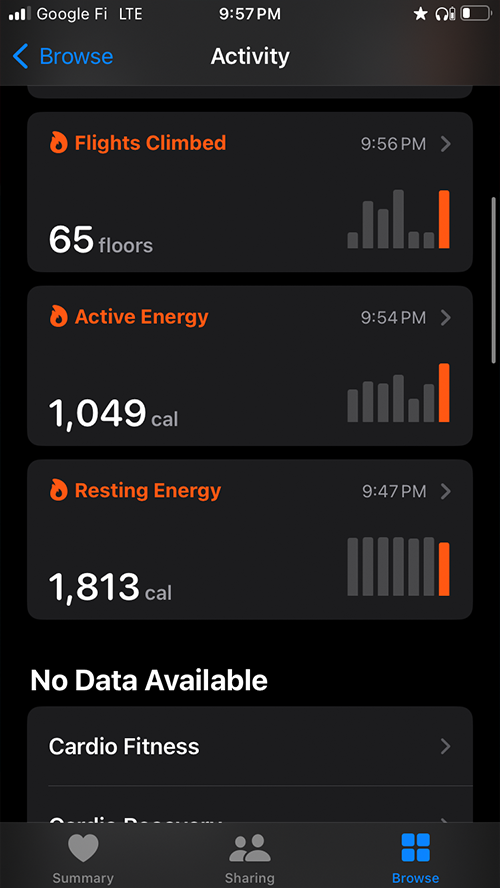 Google Fi LTE 9:57 PM
Browse Activity
Flights Climbed 9:56 PM
65 floors
Active Energy 9:54 PM
1,049 cal
Resting Energy 9:47 PM
1,813 cal
No Data Available
Cardio Fitness
Cardio Recovery
Summary Sharing Browse